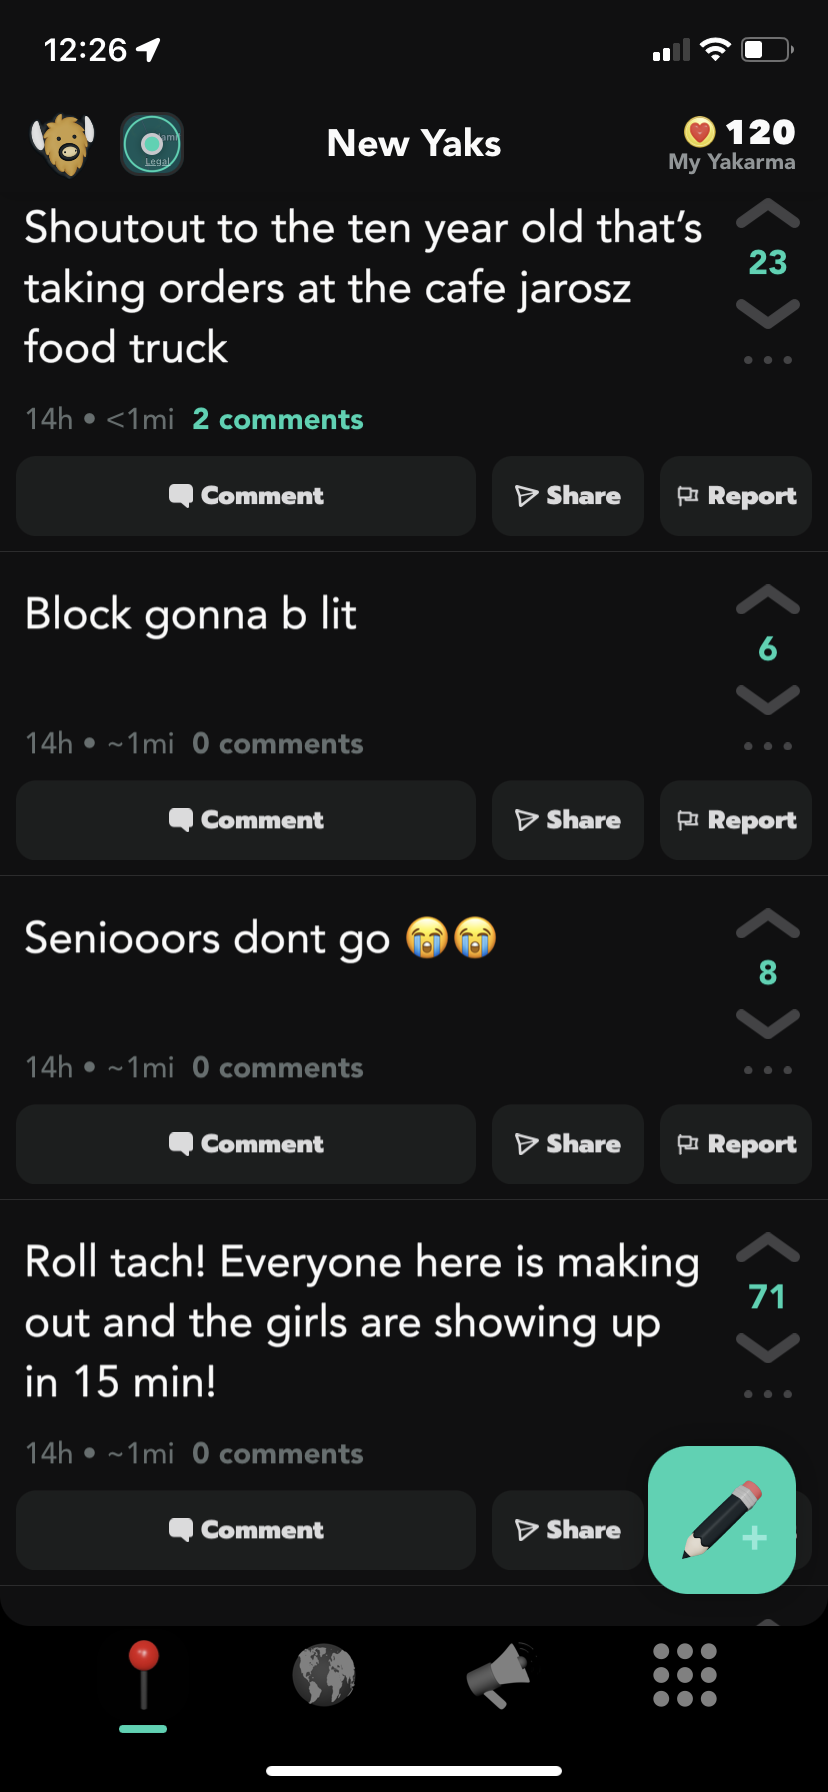 12:26
Legal
New Yaks
120
My Yakarma
Shoutout to the ten year old that's
taking orders at the cafe jarosz
food truck
23
14h • <1mi 2 comments
Comment
Share
Report
Block gonna b lit
6
14h • ~1mi 0 comments
Comment
Share
Report
Seniooors dont go 😭😭
8
14h • ~1mi 0 comments
Comment
Share
Report
Roll tach! Everyone here is making
out and the girls are showing up
in 15 min!
71
14h • ~1mi 0 comments
Comment
Share